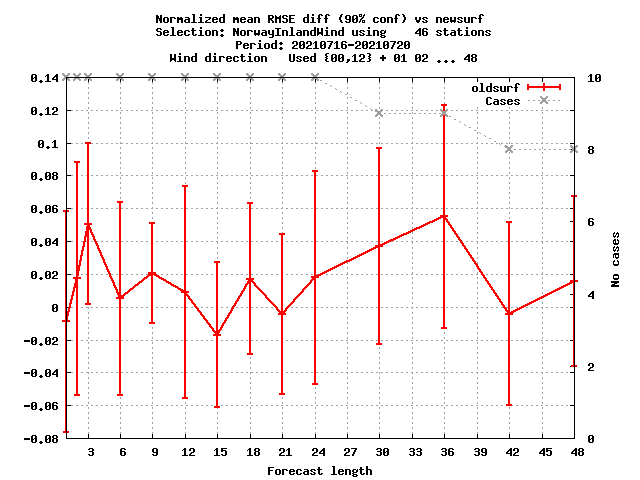 Normalized mean RMSE diff (90% conf) vs newsurf
Selection: NorwayInlandWind using    46 stations
Period: 20210716-20210720
Wind direction   Used {00,12} + 01 02 ... 48
oldsurf
Cases
0.14
0.12
0.1
0.08
0.06
0.04
0.02
0
-0.02
-0.04
-0.06
-0.08
10
8
6
4
2
0
No cases
3 6 9 12 15 18 21 24 27 30 33 36 39 42 45 48
Forecast length